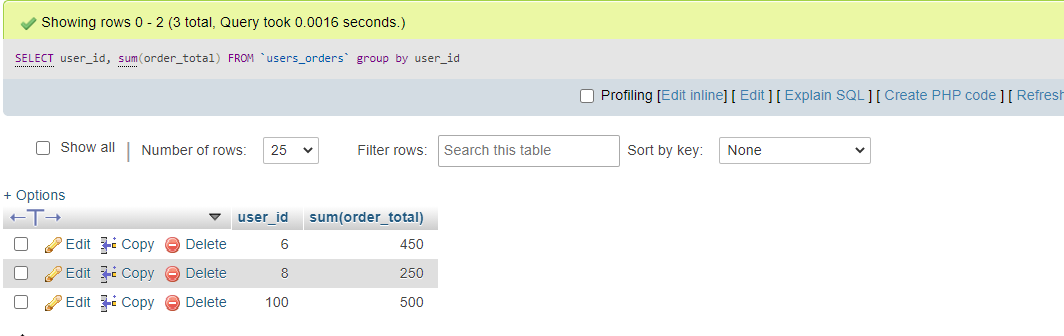 Showing rows 0 - 2 (3 total, Query took 0.0016 seconds.)
SELECT user_id, sum(order_total) FROM `users_orders` group by user_id
Profiling [Edit inline] [ Edit ] [ Explain SQL ] [ Create PHP code ] [ Refresh
Show all | Number of rows: 25 Filter rows: Search this table Sort by key: None
+ Options
←T→ user_id sum(order_total)
Edit Copy Delete 6 450
Edit Copy Delete 8 250
Edit Copy Delete 100 500